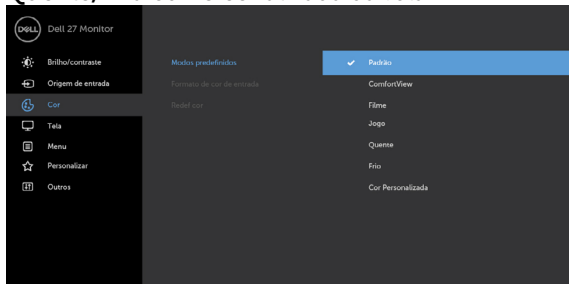 DELL
Dell 27 Monitor
Brilho/contraste
Modos predefinidos
Padrão
Origem de entrada
Formato de cor de entrada
ComfortView
Cor
Redef cor
Filme
Tela
Jogo
Menu
Quente
Personalizar
Frio
Outros
Cor Personalizada